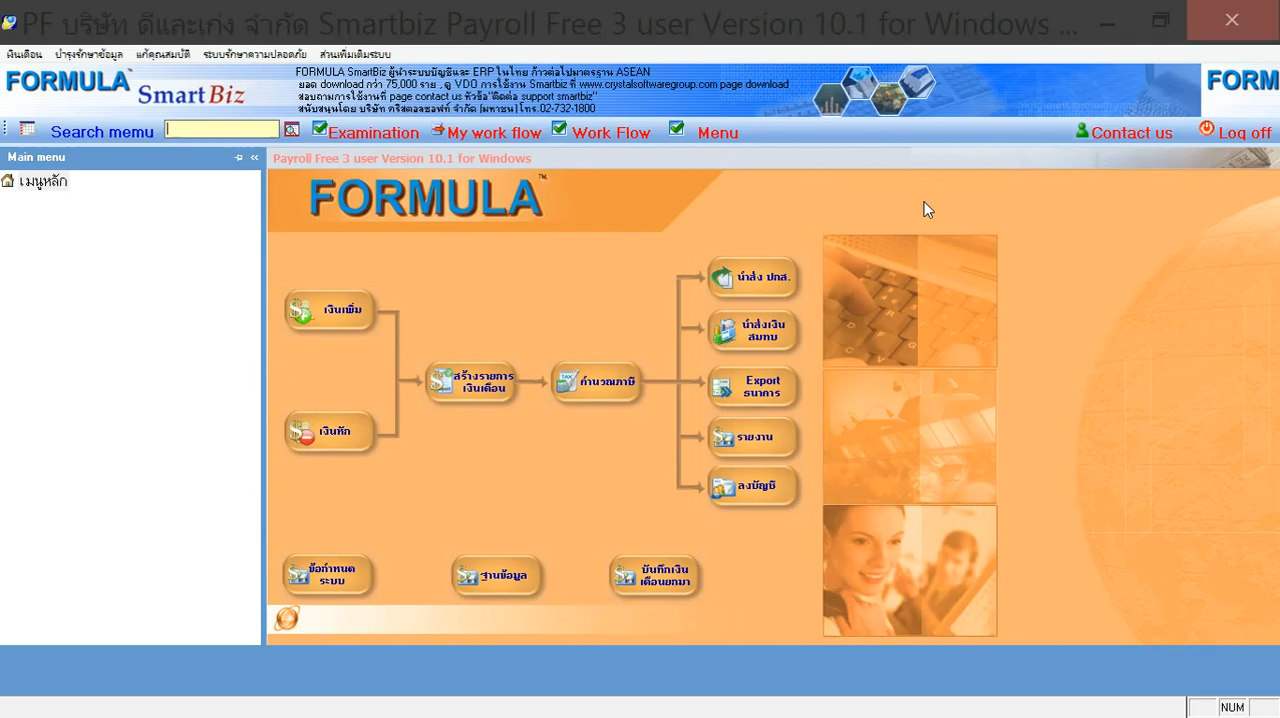 PF บริษัท ดีและเก่ง จำกัด Smartbiz Payroll Free 3 user Version 10.1 for Windows ...
เงินเดือน บำรุงรักษาข้อมูล แก้คุณสมบัติ ระบบรักษาความปลอดภัย ส่วนเพิ่มเติมระบบ
FORMULA SmartBiz
FORMULA SmartBiz ผู้นำระบบบัญชีและ ERP ในไทย ก้าวต่อไปมาตรฐาน ASEAN
ยอด download กว่า 75,000 ราย . ดู VDO การใช้งาน Smartbiz ที่ www.crystalsoftwaregroup.com page download
สอบถามการใช้งานที่ page contact us หัวข้อ"ติดต่อ support smartbiz"
สนับสนุนโดย บริษัท คริสตอลซอฟท์ จำกัด (มหาชน)โทร.02-732-1800
FORM
Search memu Examination My work flow Work Flow Menu Contact us Log off
Main menu
Payroll Free 3 user Version 10.1 for Windows
เมนูหลัก
FORMULA™
นำส่ง ปกส.
เงินเพิ่ม
นำส่งเงิน
สมทบ
สร้างรายการ
เงินเดือน
คำนวณภาษี
Export
ธนาคาร
เงินหัก
รายงาน
ลงบัญชี
ข้อกำหนด
ระบบ
ฐานข้อมูล
บันทึกเงิน
เดือนยกมา
NUM